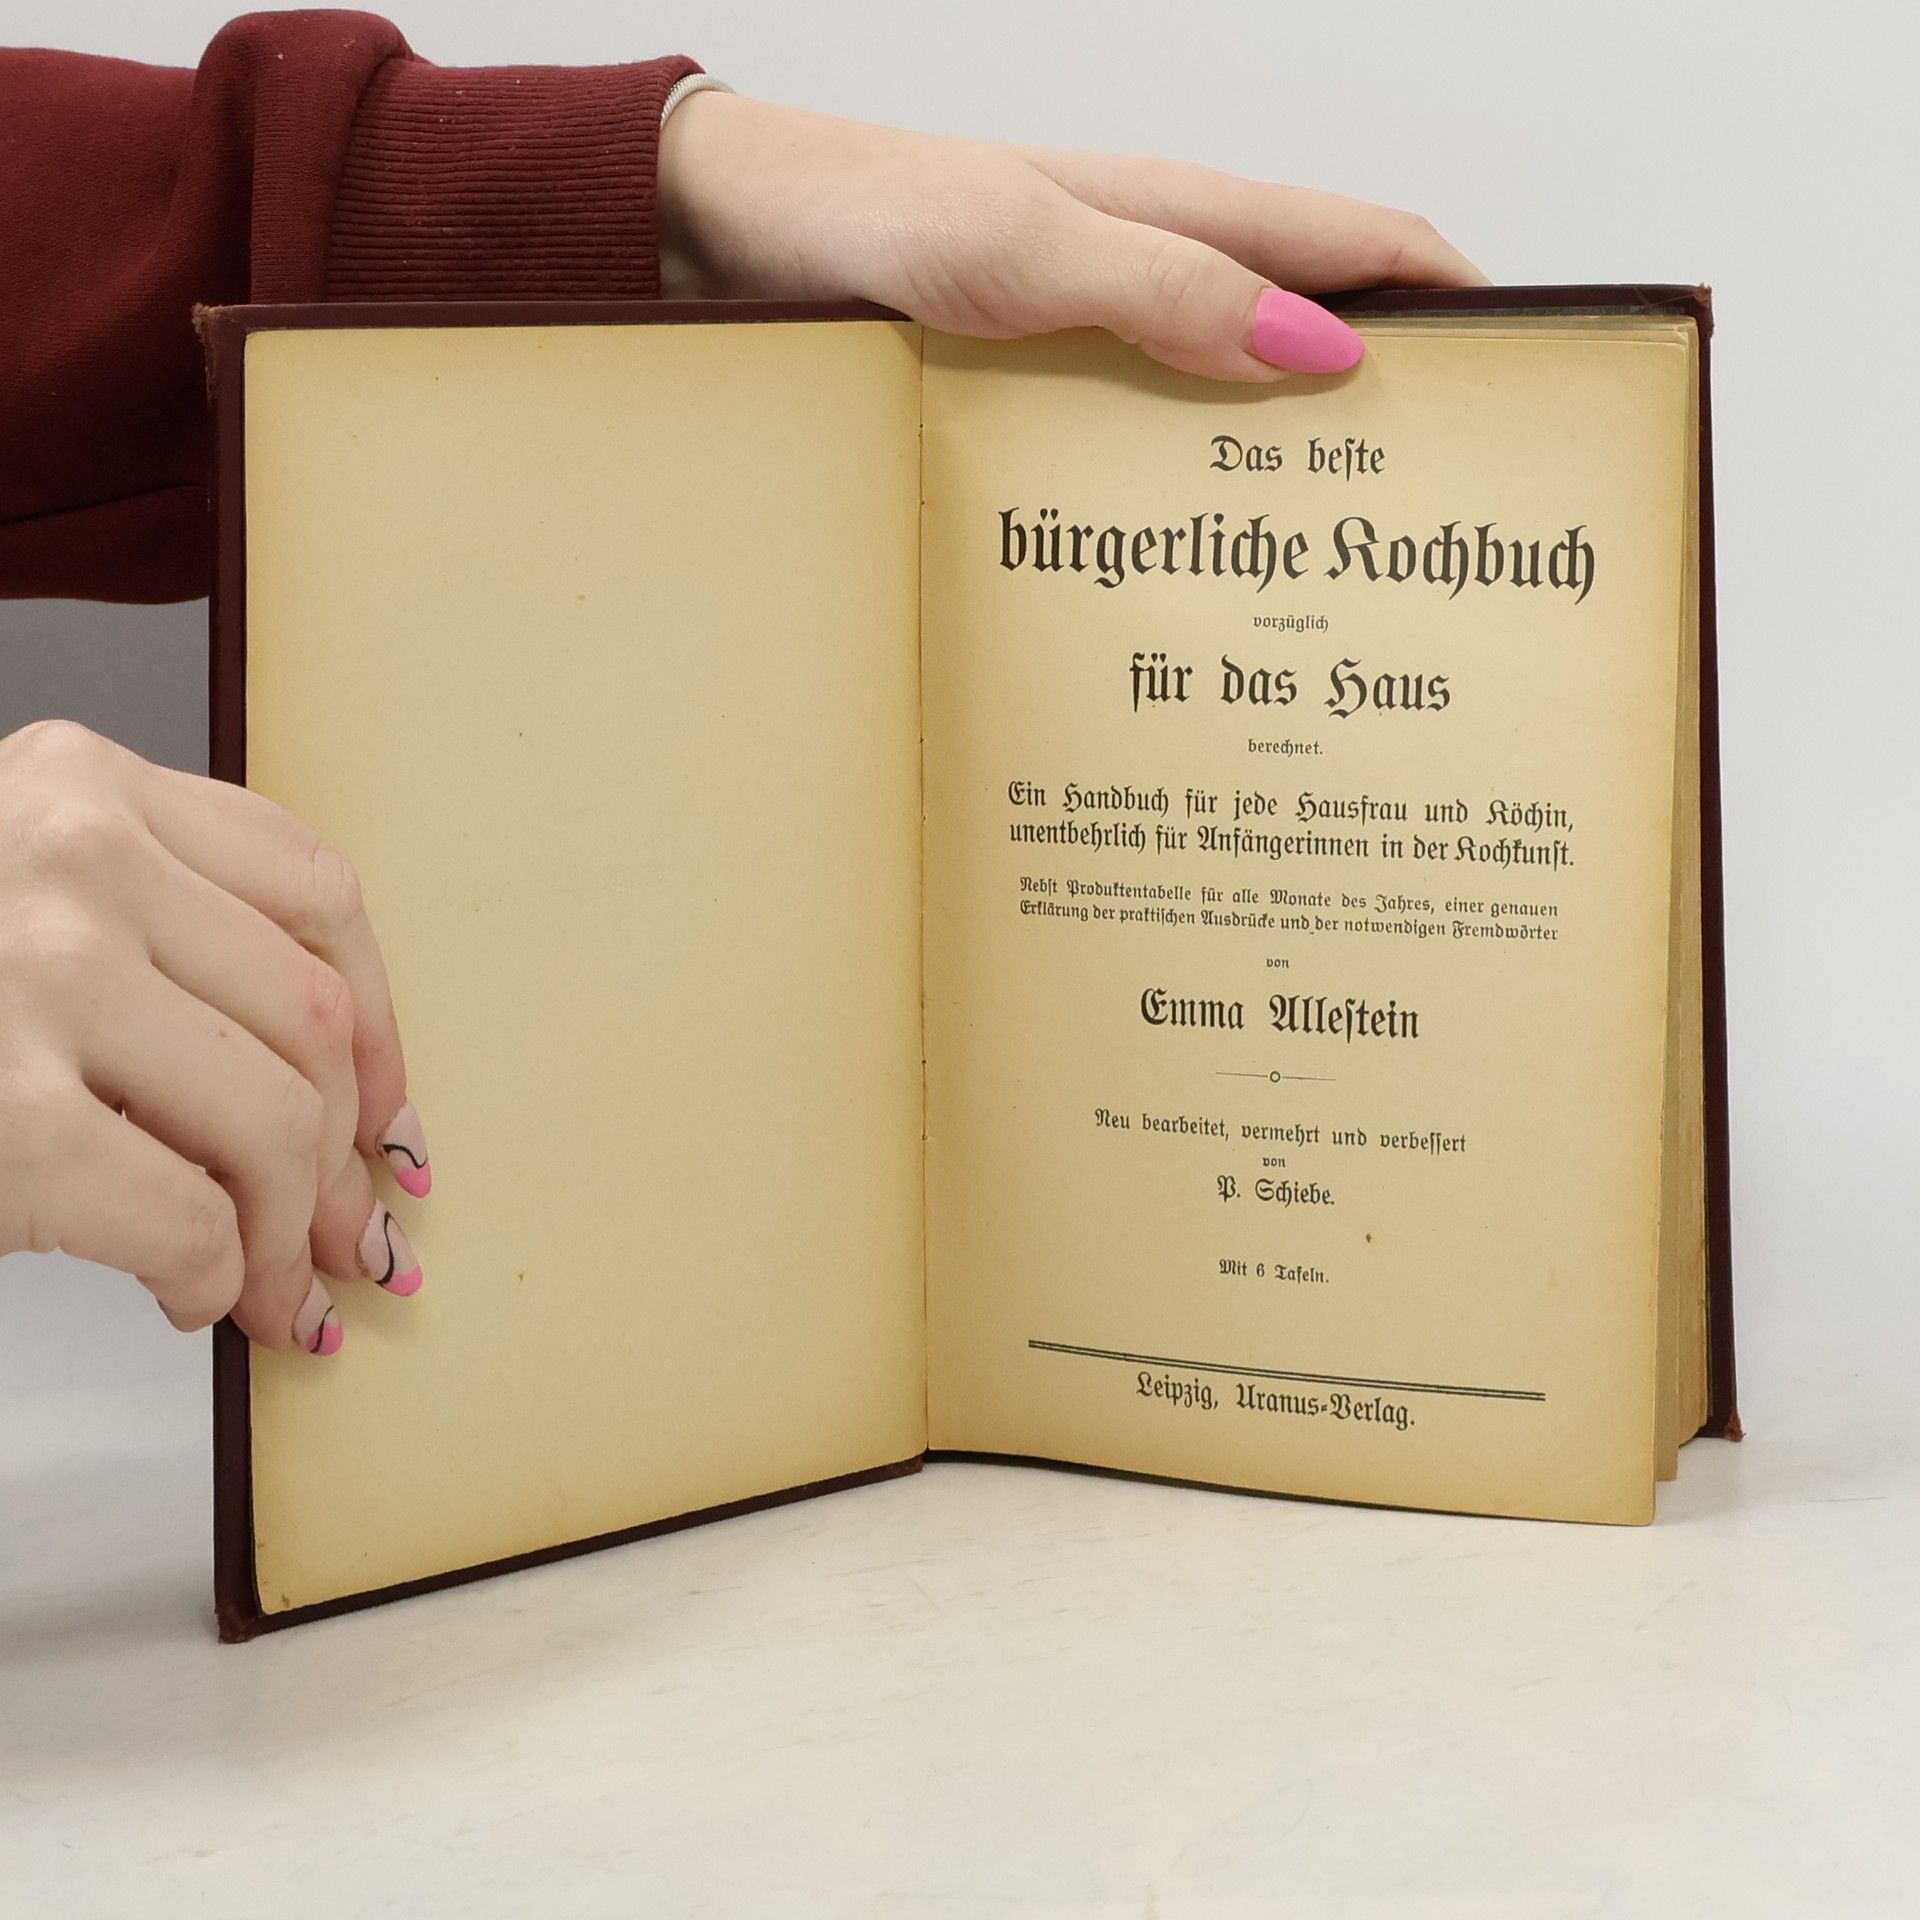 Das beſte
bürgerliche Kochbuch
vorzüglich
für das Haus
berechnet.
Ein Handbuch für jede Hausfrau und Köchin,
unentbehrlich für Anfängerinnen in der Kochkunſt.
Nebſt Produktentabelle für alle Monate des Jahres, einer genauen
Erklärung der praktiſchen Ausdrücke und der notwendigen Fremdwörter
von
Emma Alleſtein
Neu bearbeitet, vermehrt und verbeſſert
von
P. Schiebe.
Mit 6 Tafeln.
Leipzig, Uranus-Verlag.